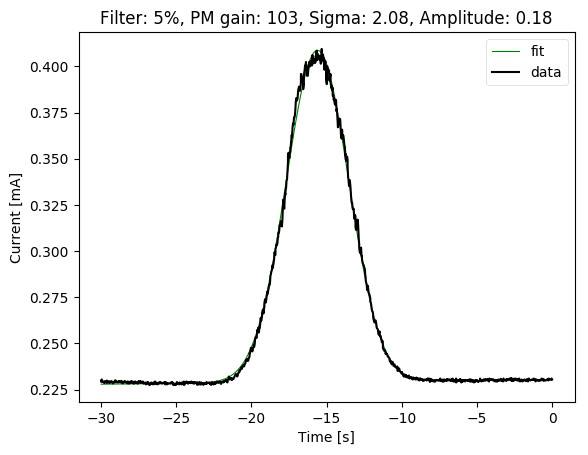 Filter: 5%, PM gain: 103, Sigma: 2.08, Amplitude: 0.18
fit
data
0.400
0.375
0.350
0.325
0.300
0.275
0.250
0.225
Current [mA]
−30 −25 −20 −15 −10 −5 0
Time [s]